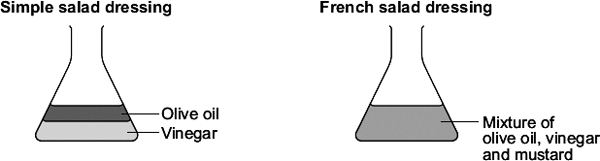 Simple salad dressing
French salad dressing
Olive oil
Vinegar
Mixture of
olive oil, vinegar
and mustard